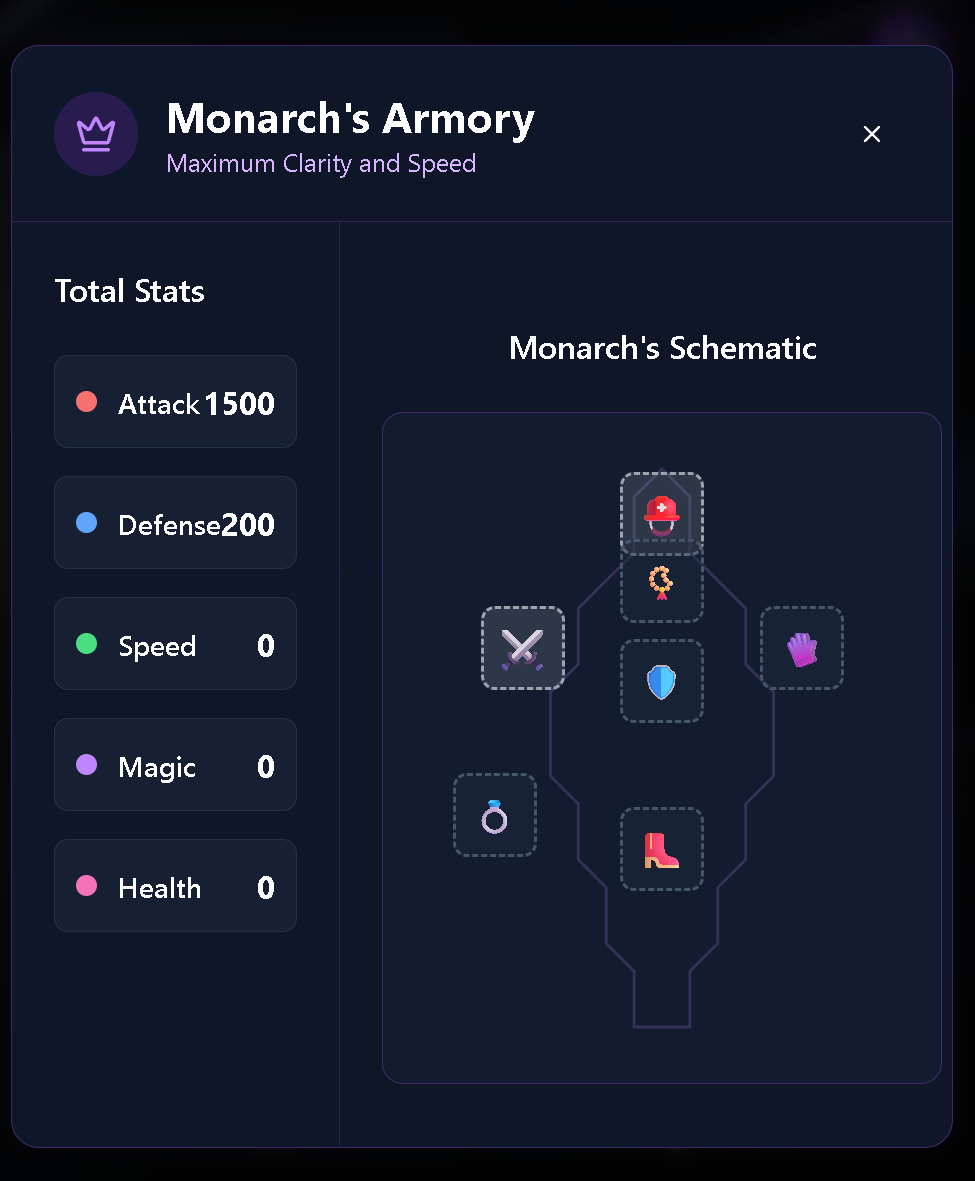 Monarch's Armory
Maximum Clarity and Speed
Total Stats
Attack 1500
Defense 200
Speed 0
Magic 0
Health 0
Monarch's Schematic